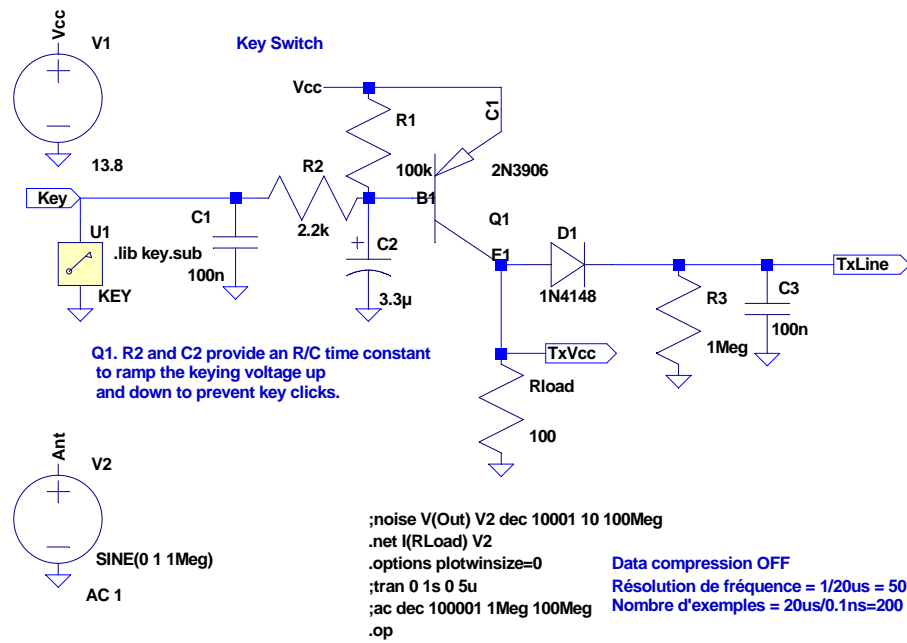 Vcc
V1
13.8
Key Switch
Vcc
R1
100k
C1
2N3906
B1
Q1
E1
Key
U1
.lib key.sub
KEY
C1
100n
R2
2.2k
C2
3.3µ
D1
1N4148
TxLine
R3
1Meg
C3
100n
TxVcc
Rload
100
Q1. R2 and C2 provide an R/C time constant
to ramp the keying voltage up
and down to prevent key clicks.
Ant
V2
SINE(0 1 1Meg)
AC 1
;noise V(Out) V2 dec 10001 10 100Meg
.net I(RLoad) V2
.options plotwinsize=0
;tran 0 1s 0 5u
;ac dec 100001 1Meg 100Meg
.op
Data compression OFF
Résolution de fréquence = 1/20us = 50
Nombre d'exemples = 20us/0.1ns=200